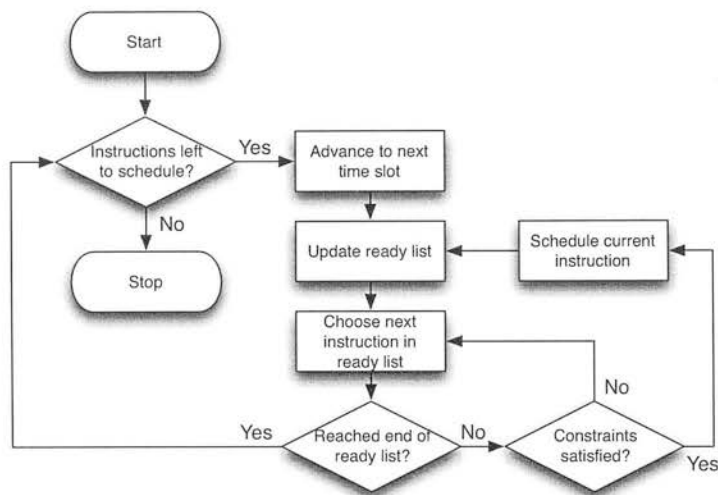 Start
Instructions left
to schedule?
Yes
No
Stop
Advance to next
time slot
Update ready list
Schedule current
instruction
Choose next
instruction in
ready list
No
Reached end of
ready list?
Yes
No
Constraints
satisfied?
Yes